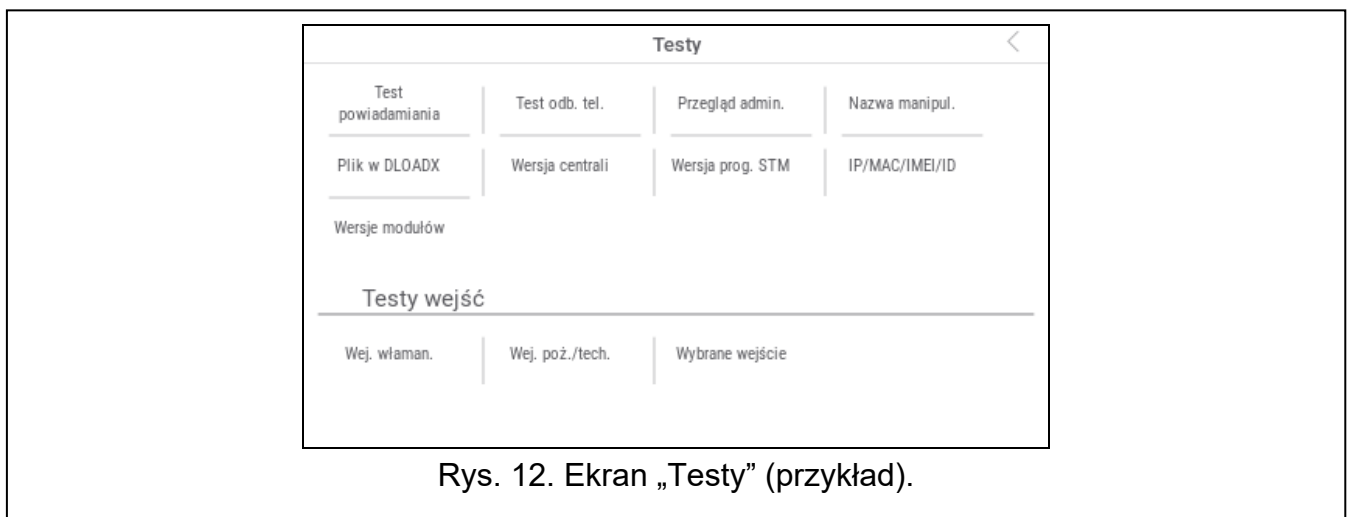 Testy
Test
powiadamiania
Test odb. tel.
Przegląd admin.
Nazwa manipul.
Plik w DLOADX
Wersja centrali
Wersja prog. STM
IP/MAC/IMEI/ID
Wersje modułów
Testy wejść
Wej. właman.
Wej. poż./tech.
Wybrane wejście
Rys. 12. Ekran „Testy” (przykład).